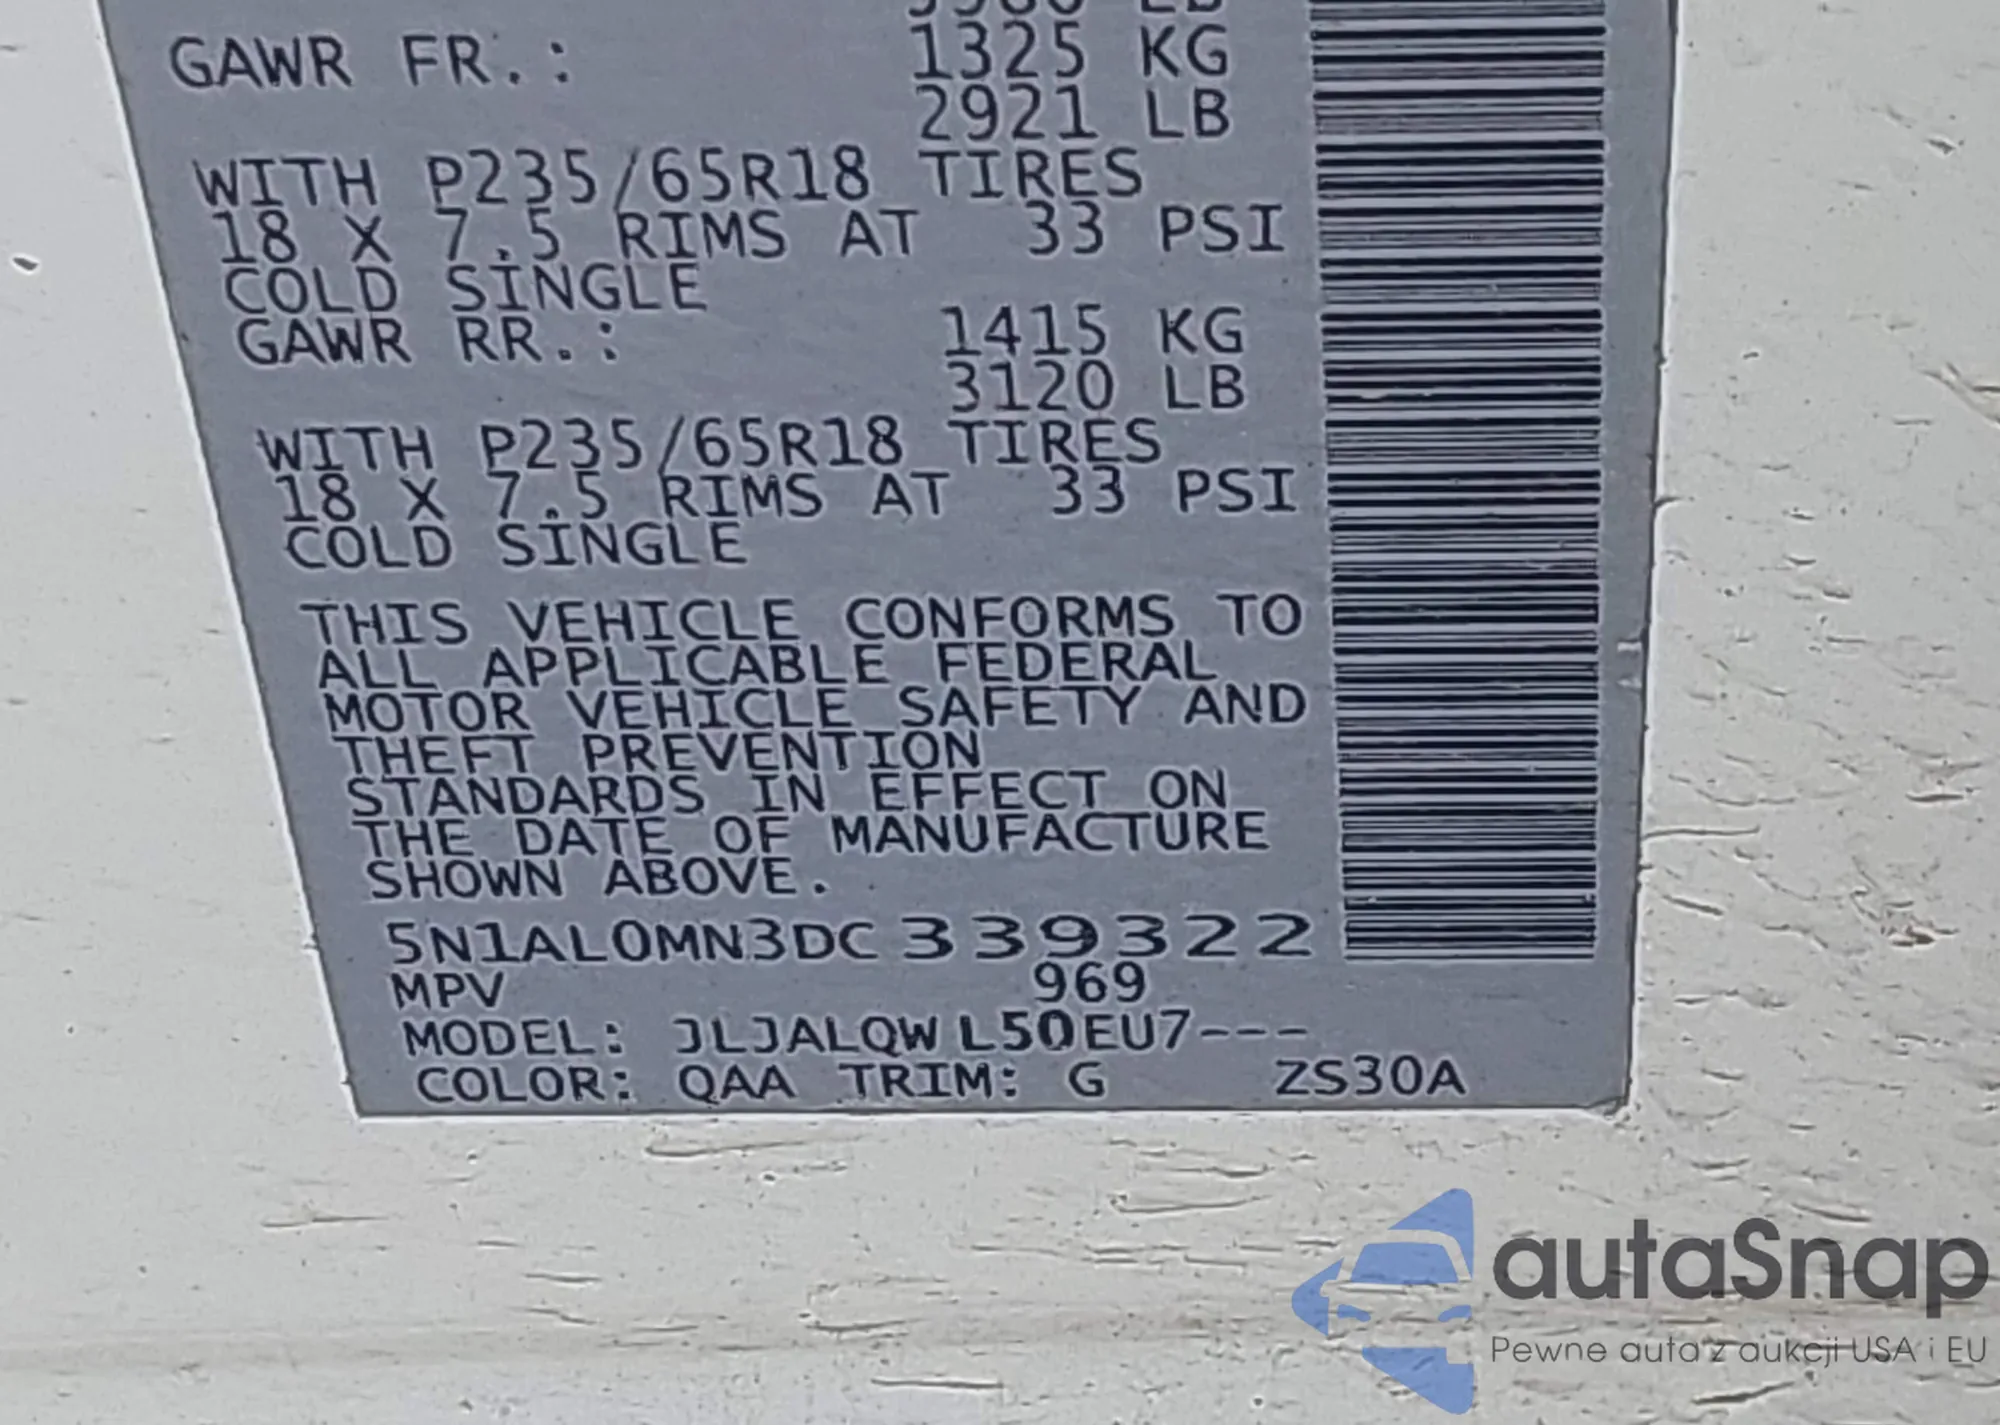 GAWR FR.: 1325 KG
2921 LB
WITH P235/65R18 TIRES
18 X 7.5 RIMS AT 33 PSI
COLD SINGLE
GAWR RR.: 1415 KG
3120 LB
WITH P235/65R18 TIRES
18 X 7.5 RIMS AT 33 PSI
COLD SINGLE
THIS VEHICLE CONFORMS TO
ALL APPLICABLE FEDERAL
MOTOR VEHICLE SAFETY AND
THEFT PREVENTION
STANDARDS IN EFFECT ON
THE DATE OF MANUFACTURE
SHOWN ABOVE.
5N1AL0MN3DC339322
MPV 969
MODEL: JLJALQWL50EU7---
COLOR: QAA TRIM: G ZS30A
autaSnap
Pewne auta z aukcji USA i EU